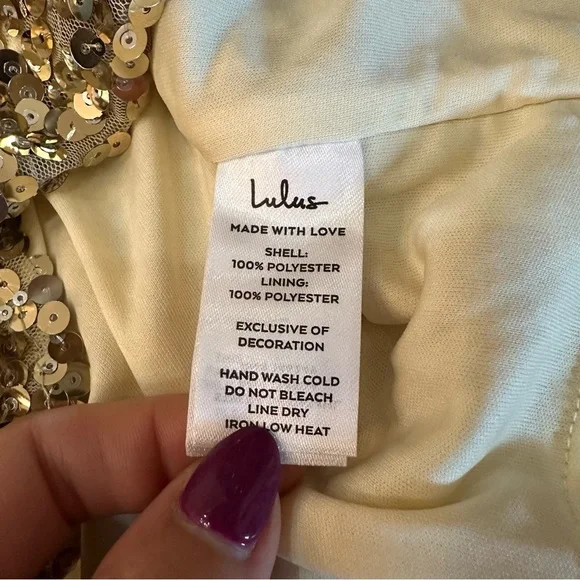 Lulus
MADE WITH LOVE
SHELL:
100% POLYESTER
LINING:
100% POLYESTER
EXCLUSIVE OF
DECORATION
HAND WASH COLD
DO NOT BLEACH
LINE DRY
IRON LOW HEAT